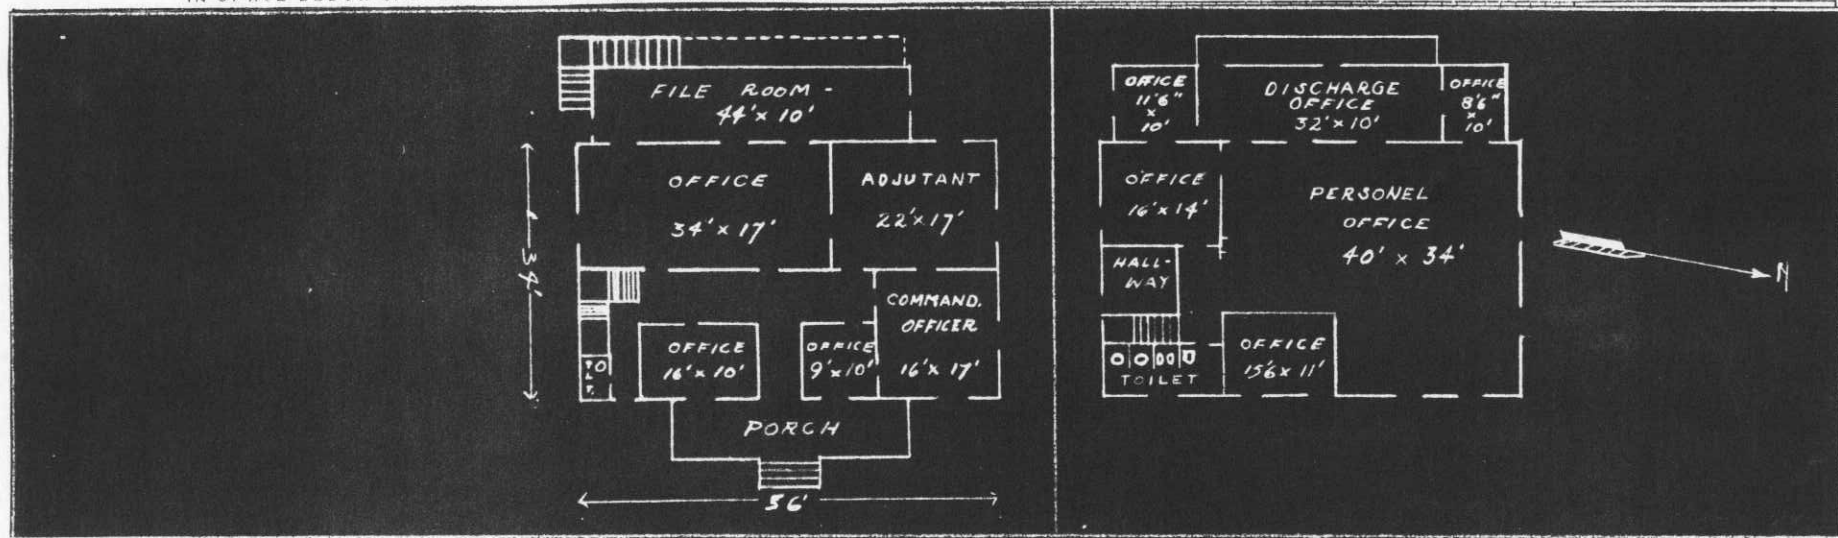 FILE ROOM -
44' x 10'
OFFICE
34' x 17'
ADJUTANT
22' x 17'
34'
COMMAND.
OFFICER
16' x 17'
OFFICE
16' x 10'
OFFICE
9' x 10'
PORCH
56'
OFFICE
11'6"
x
10'
DISCHARGE
OFFICE
32' x 10'
OFFICE
8'6"
x
10'
OFFICE
16' x 14'
PERSONEL
OFFICE
40' x 34'
HALL-
WAY
OFFICE
15'6 x 11'
TOILET
N